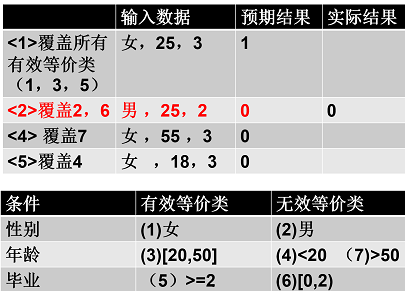 输入数据 预期结果 实际结果
<1>覆盖所有有效等价类（1，3，5） 女，25，3 1
<2>覆盖2，6 男，25，2 0 0
<4> 覆盖7 女，55，3 0
<5>覆盖4 女 ，18，3 0
条件 有效等价类 无效等价类
性别 (1)女 (2)男
年龄 (3)[20,50] (4)<20 （7)>50
毕业 （5）>=2 (6)[0,2)